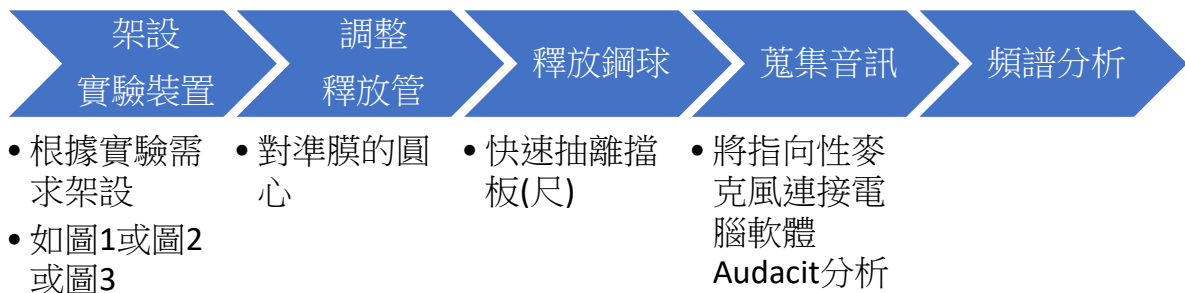 架設
實驗裝置
調整
釋放管
釋放鋼球
蒐集音訊
頻譜分析
•根據實驗需
求架設
•如圖1或圖2
或圖3
•對準膜的圓
心
•快速抽離擋
板(尺)
•將指向性麥
克風連接電
腦軟體
Audacit分析